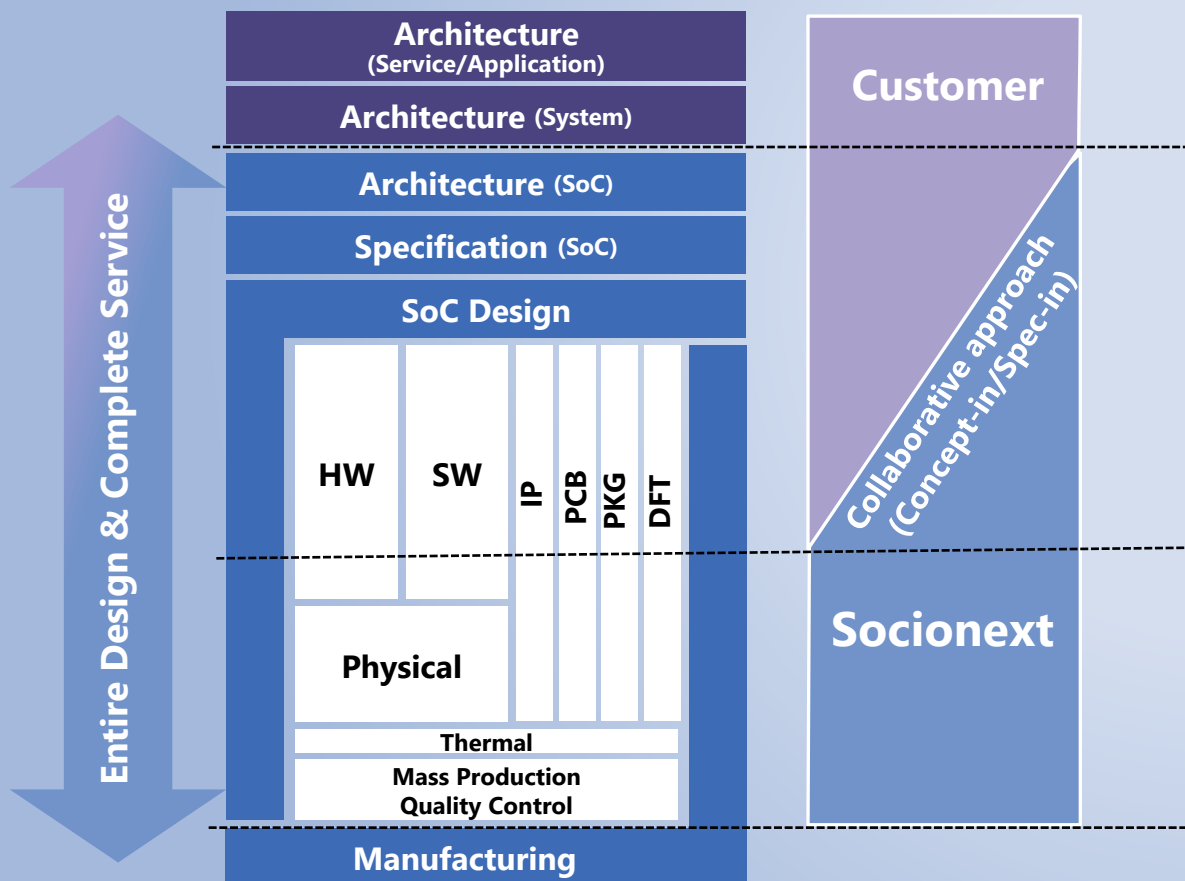 Entire Design & Complete Service
Architecture
(Service/Application)
Architecture (System)
Architecture (SoC)
Specification (SoC)
SoC Design
HW
SW
IP
PCB
PKG
DFT
Physical
Thermal
Mass Production
Quality Control
Manufacturing
Customer
Collaborative approach
(Concept-in/Spec-in)
Socionext